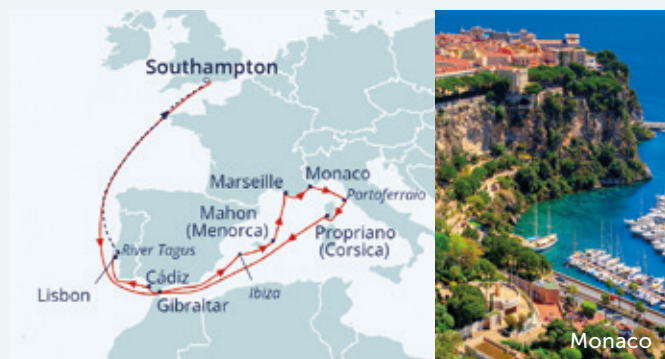 Southampton
Marseille
Monaco
Portoferraio
Mahon
(Menorca)
Propriano
(Corsica)
River Tagus
Lisbon
Cádiz
Gibraltar
Ibiza
Monaco